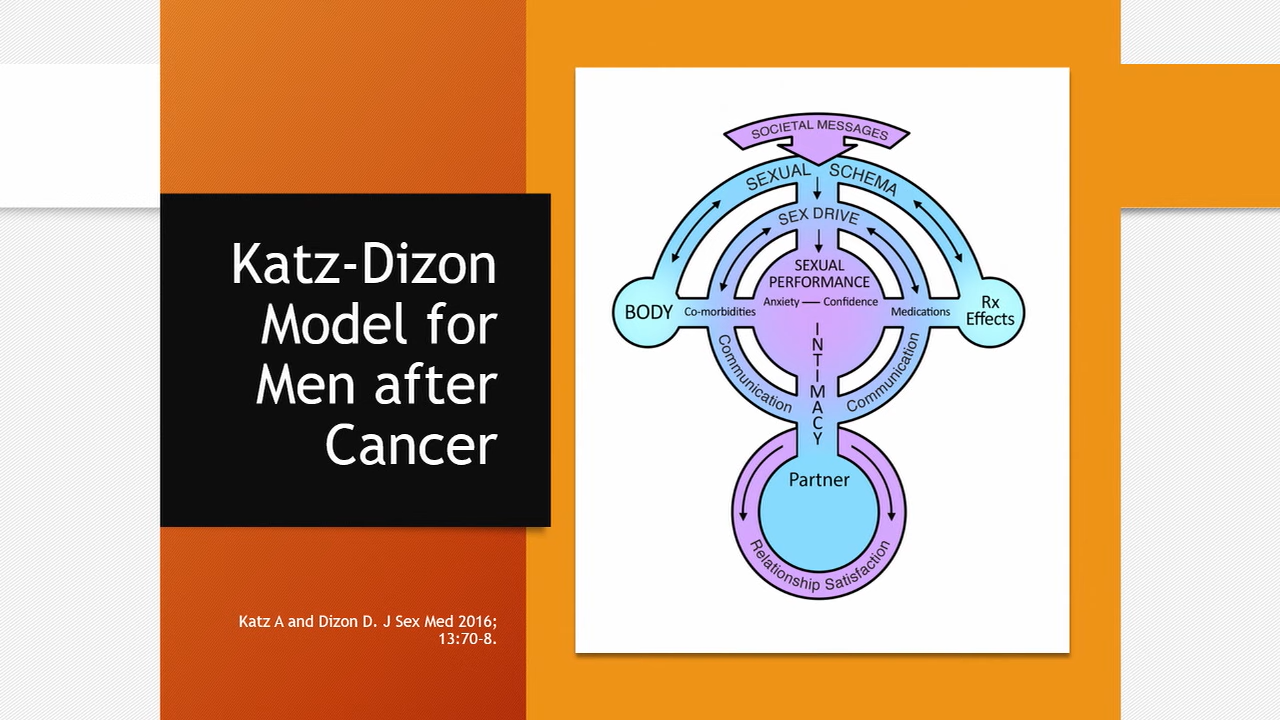 Katz-Dizon
Model for
Men after
Cancer
Katz A and Dizon D. J Sex Med 2016;
13:70-8.
SOCIETAL MESSAGES
SEXUAL SCHEMA
SEX DRIVE
SEXUAL
PERFORMANCE
Anxiety — Confidence
BODY
Co-morbidities
Medications
Rx
Effects
INTIMACY
Communication
Communication
Partner
Relationship Satisfaction